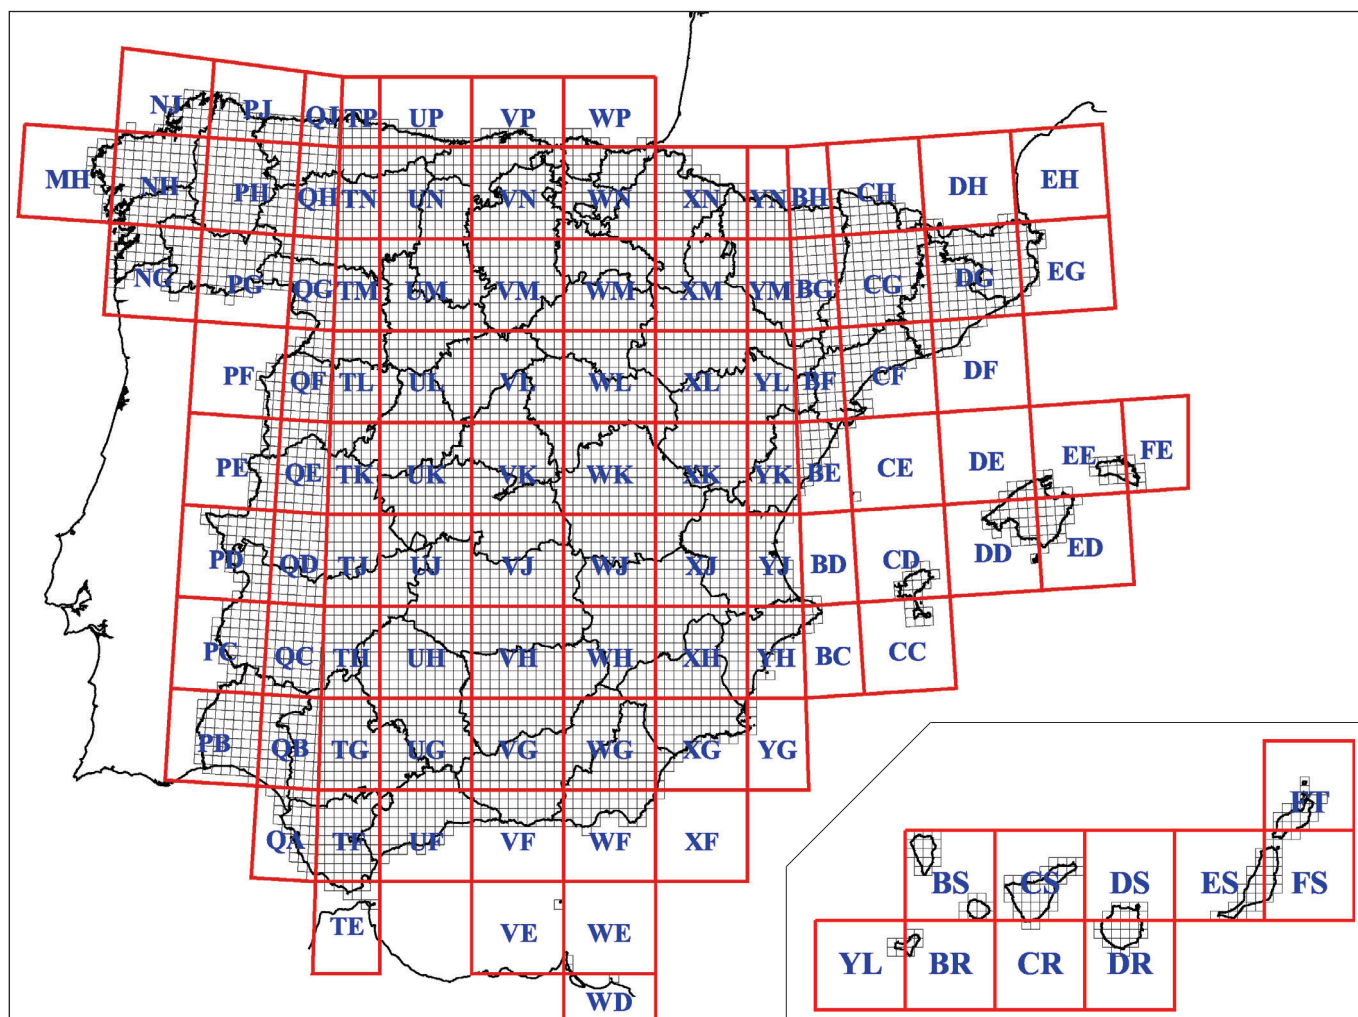 NJ PJ QJ TP UP VP WP
MH NH PH QH TN UN VN WN XN YN BH CH DH EH
NG PG QG TM UM VM WM XM YM BG CG DG EG
PF QF TL UL VL WL XL YL BF CF DF
PE QE TK UK VK WK XK YK BE CE DE EE FE
PD QD TJ UJ VJ WJ XJ YJ BD CD DD ED
PC QC TH UH VH WH XH YH BC CC
PB QB TG UG VG WG XG YG
QA TF UF VF WF XF
TE VE WE
WD
FT
BS CS DS ES FS
YL BR CR DR